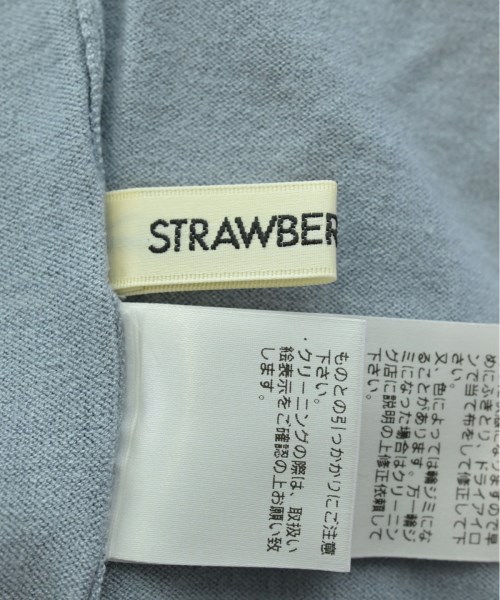 STRAWBER
ものとの引っかかりにご注意
下さい。
・クリーニングの際は、取扱い
絵表示をご確認の上お願い致
します。
めにふきとり、ドライアイロ
ンで当て布をして修正して下
さい。
又、色によっては輪ジミにな
ることがあります。万一輪ジ
ミになった場合はクリーニン
グ店に説明の上修正依頼して
下さい。